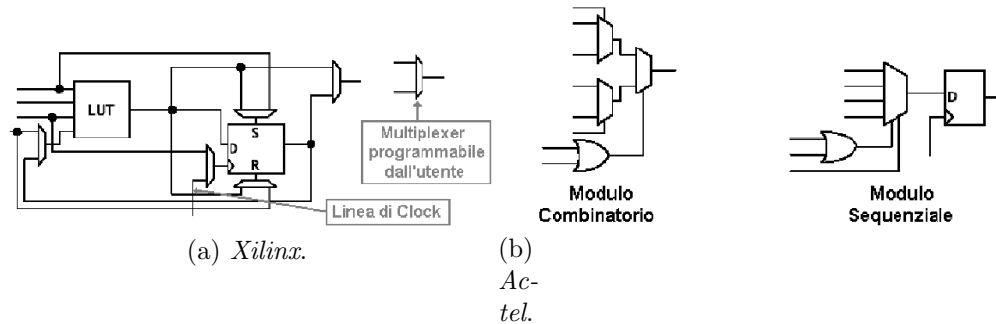 LUT
S
D
R
Multiplexer
programmabile
dall'utente
Linea di Clock
(a) Xilinx.
Modulo
Combinatorio
(b)
Ac-
tel.
D
Modulo
Sequenziale